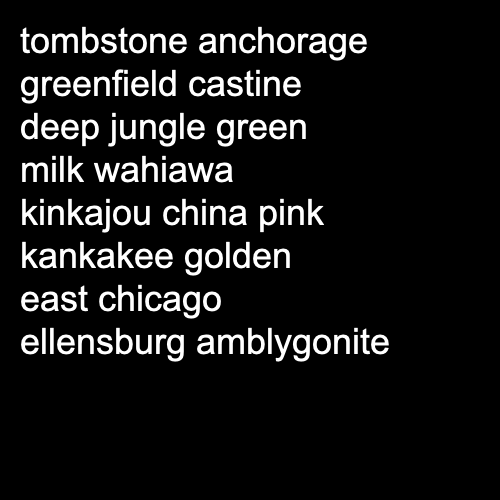 tombstone anchorage
greenfield castine
deep jungle green
milk wahiawa
kinkajou china pink
kankakee golden
east chicago
ellensburg amblygonite